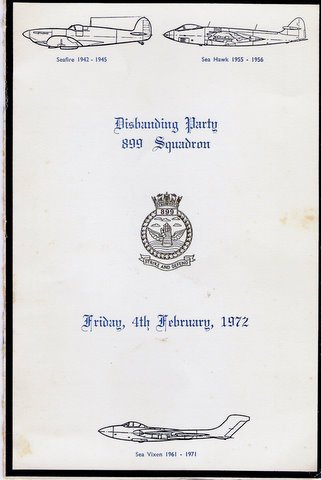 Seafire 1942 - 1945
Sea Hawk 1955 - 1956
Disbanding Party
899 Squadron
899
STRIKE AND DEFEND
Friday, 4th February, 1972
Sea Vixen 1961 - 1971